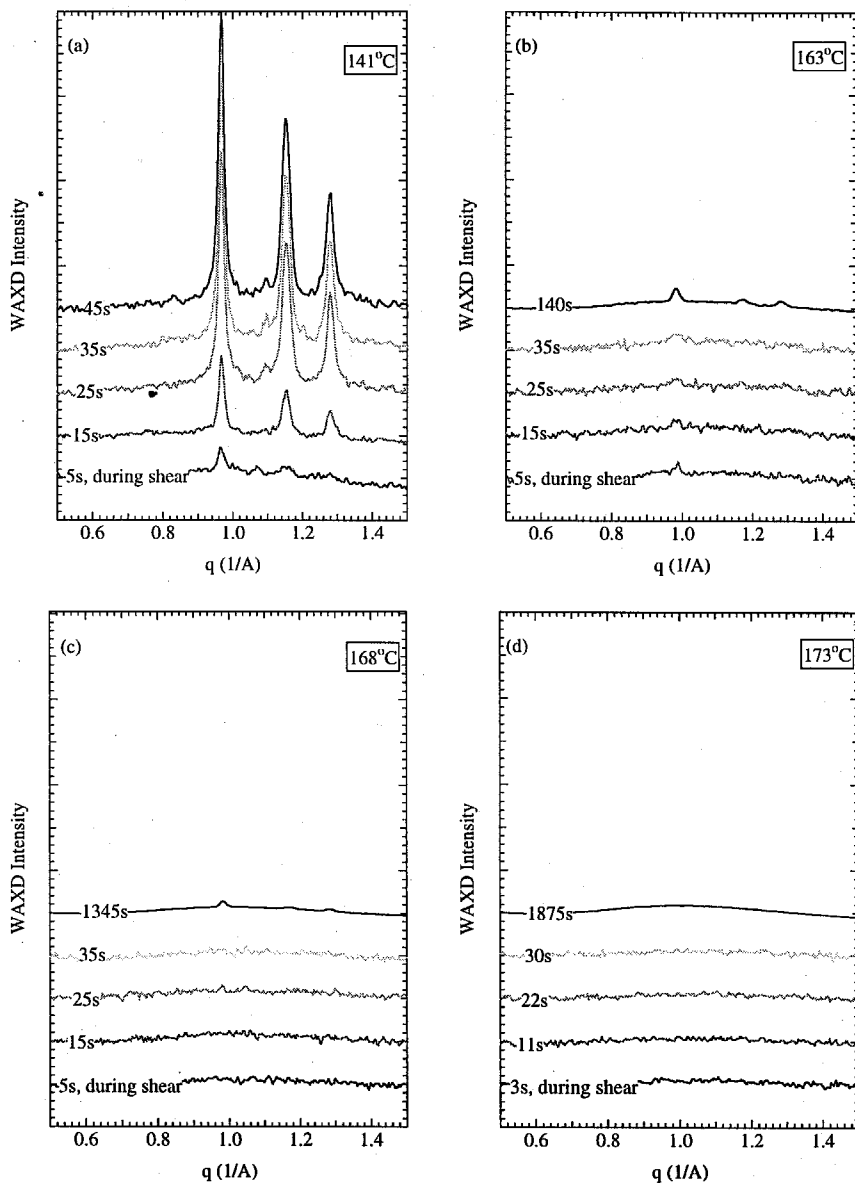 (a)
141°C
WAXD Intensity
45s
35s
25s
15s
5s, during shear
0.6 0.8 1.0 1.2 1.4
q (1/A)
(b)
163°C
WAXD Intensity
140s
35s
25s
15s
5s, during shear
0.6 0.8 1.0 1.2 1.4
q (1/A)
(c)
168°C
WAXD Intensity
1345s
35s
25s
15s
5s, during shear
0.6 0.8 1.0 1.2 1.4
q (1/A)
(d)
173°C
WAXD Intensity
1875s
30s
22s
11s
3s, during shear
0.6 0.8 1.0 1.2 1.4
q (1/A)